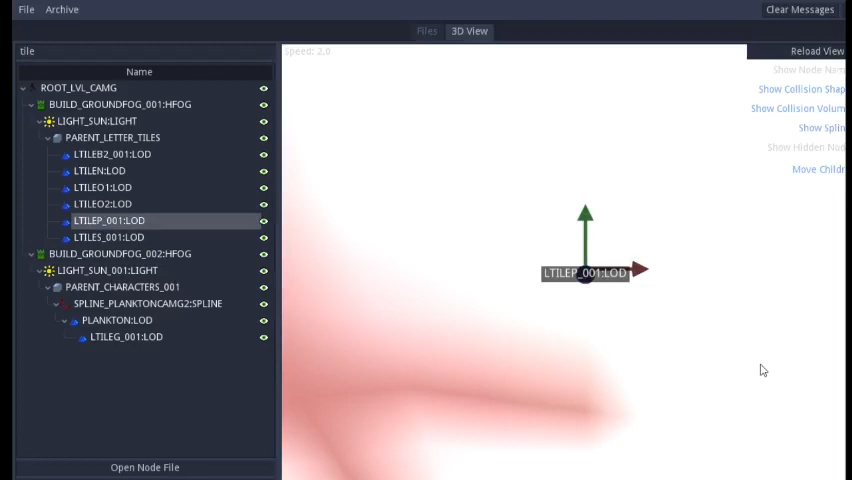 File Archive Clear Messages
Files 3D View
tile Speed: 2.0 Reload View
Name Show Node Nam
ROOT_LVL_CAMG Show Collision Shap
BUILD_GROUNDFOG_001:HFOG Show Collision Volum
LIGHT_SUN:LIGHT Show Splin
PARENT_LETTER_TILES Show Hidden Nod
LTILEB2_001:LOD
LTILEN:LOD Move Childr
LTILEO1:LOD
LTILEO2:LOD
LTILEP_001:LOD
LTILES_001:LOD
BUILD_GROUNDFOG_002:HFOG
LIGHT_SUN_001:LIGHT LTILEP_001:LOD
PARENT_CHARACTERS_001
SPLINE_PLANKTONCAMG2:SPLINE
PLANKTON:LOD
LTILEG_001:LOD
Open Node File